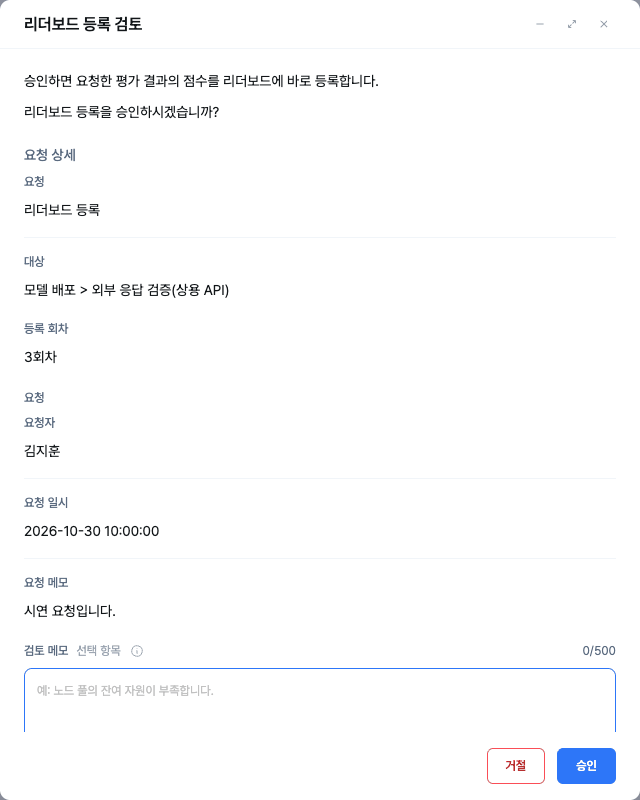 리더보드 등록 검토
승인하면 요청한 평가 결과의 점수를 리더보드에 바로 등록합니다.
리더보드 등록을 승인하시겠습니까?
요청 상세
요청
리더보드 등록
대상
모델 배포 > 외부 응답 검증(상용 API)
등록 회차
3회차
요청
요청자
김지훈
요청 일시
2026-10-30 10:00:00
요청 메모
시연 요청입니다.
검토 메모 선택 항목 0/500
예: 노드 풀의 잔여 자원이 부족합니다.
거절 승인